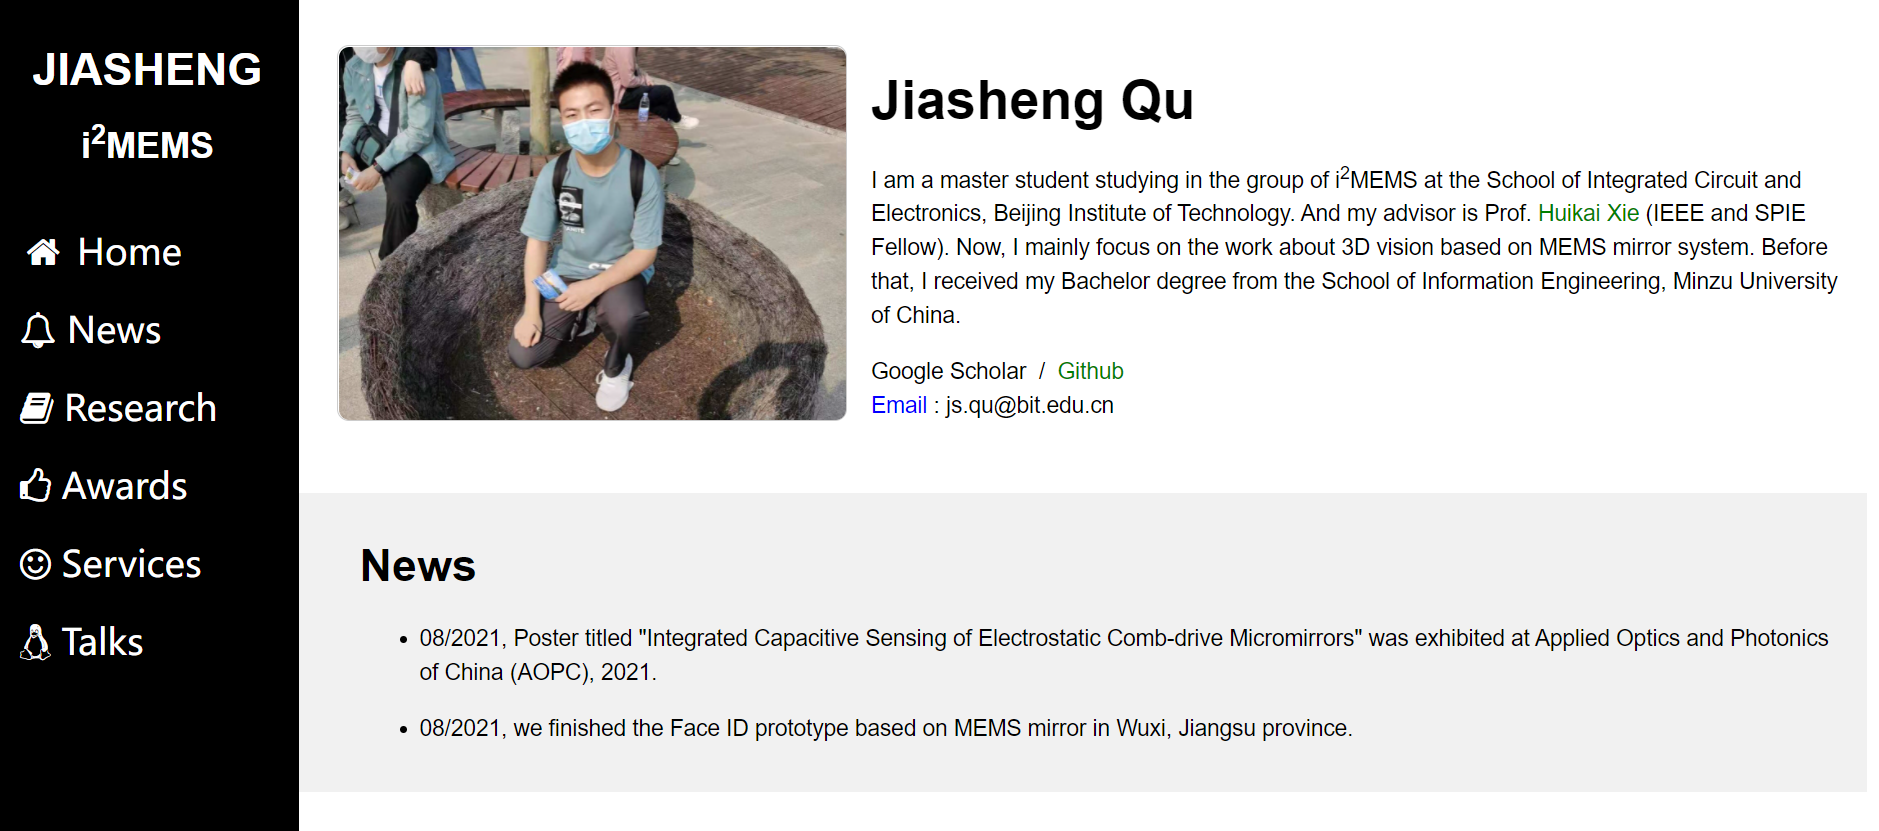 JIASHENG
i²MEMS
Home
News
Research
Awards
Services
Talks
Jiasheng Qu
I am a master student studying in the group of i²MEMS at the School of Integrated Circuit and
Electronics, Beijing Institute of Technology. And my advisor is Prof. Huikai Xie (IEEE and SPIE
Fellow). Now, I mainly focus on the work about 3D vision based on MEMS mirror system. Before
that, I received my Bachelor degree from the School of Information Engineering, Minzu University
of China.
Google Scholar / Github
Email : js.qu@bit.edu.cn
News
• 08/2021, Poster titled "Integrated Capacitive Sensing of Electrostatic Comb-drive Micromirrors" was exhibited at Applied Optics and Photonics
of China (AOPC), 2021.
• 08/2021, we finished the Face ID prototype based on MEMS mirror in Wuxi, Jiangsu province.